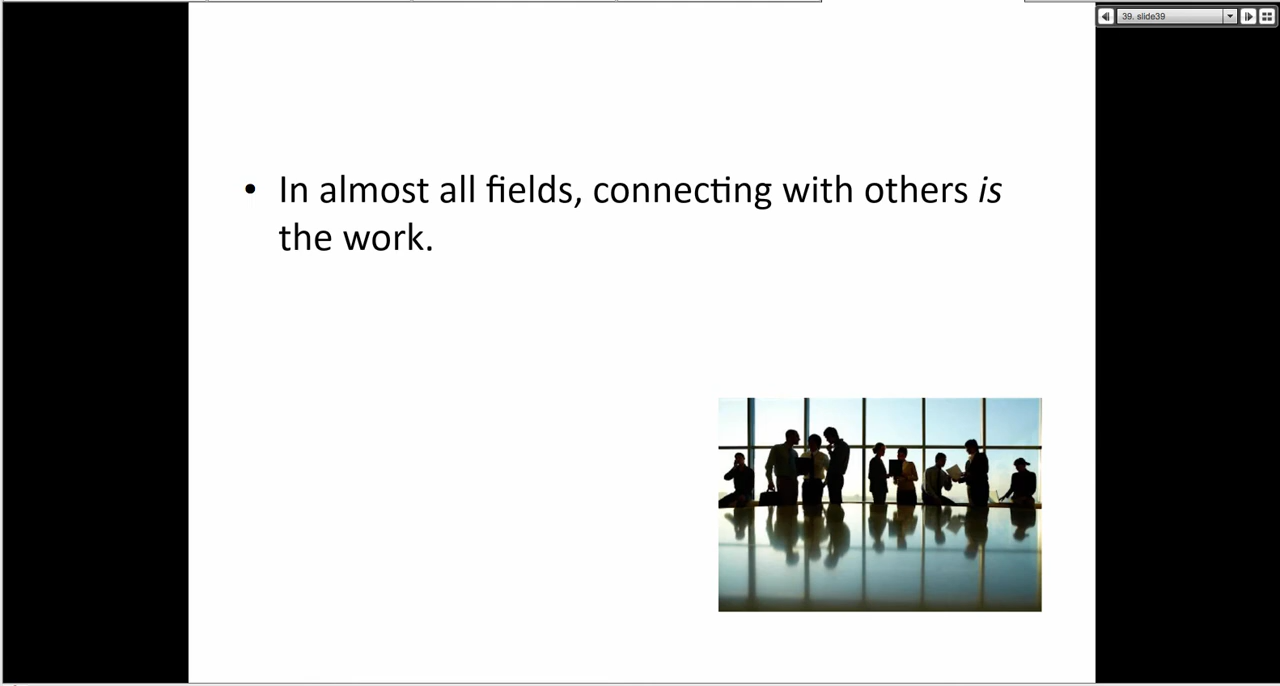 39. slide39
• In almost all fields, connecting with others is
the work.